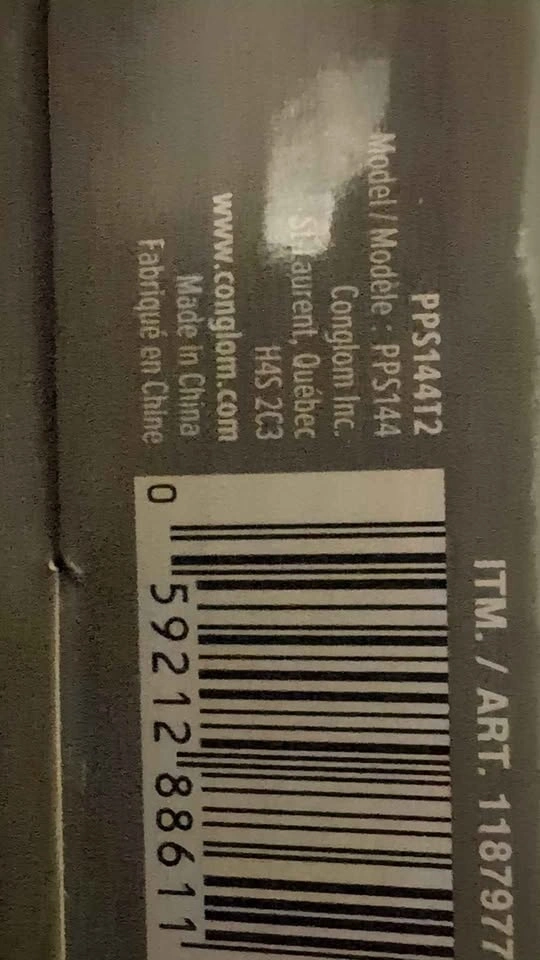 PPS144T2
Model / Modèle : PPS144
Conglom Inc.
St-Laurent, Québec
H4S 2C3
www.conglom.com
Made in China
Fabriqué en Chine
ITM. / ART. 1187977
0 59212 88611